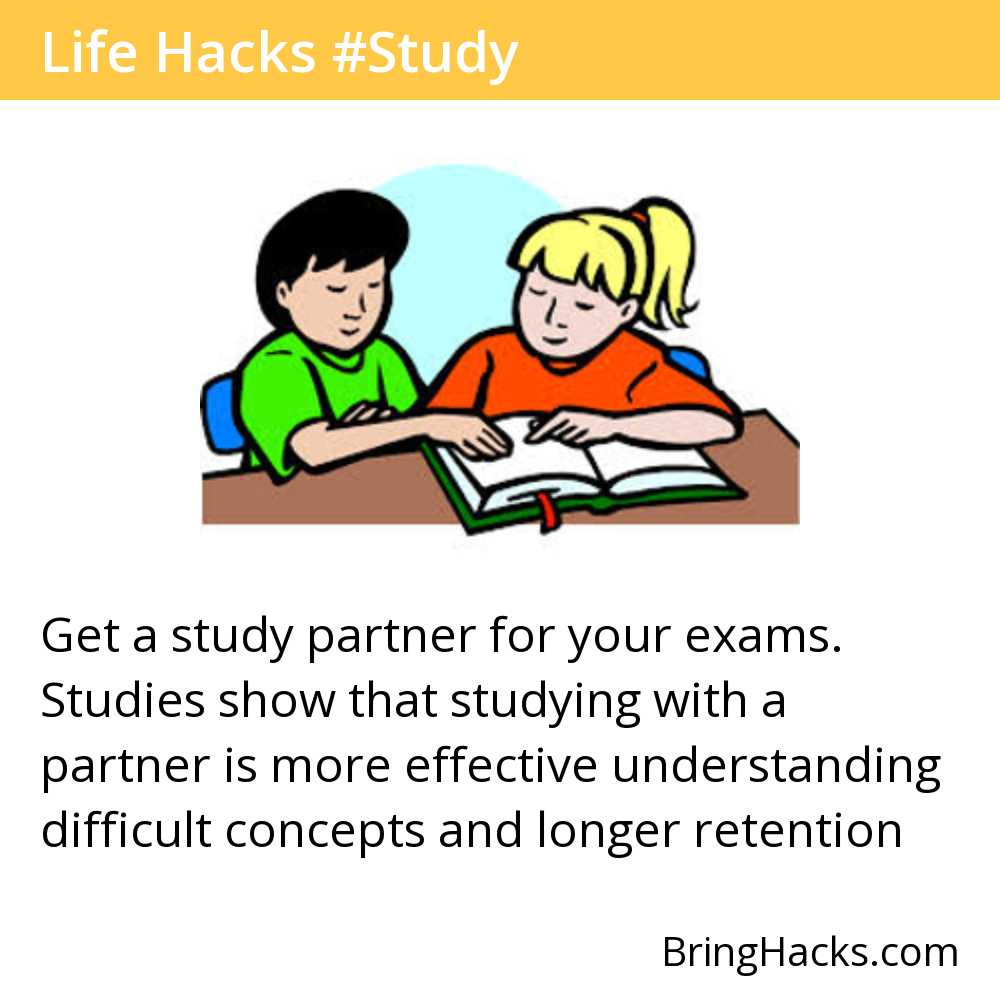 Life Hacks #Study
Get a study partner for your exams.
Studies show that studying with a
partner is more effective understanding
difficult concepts and longer retention
BringHacks.com